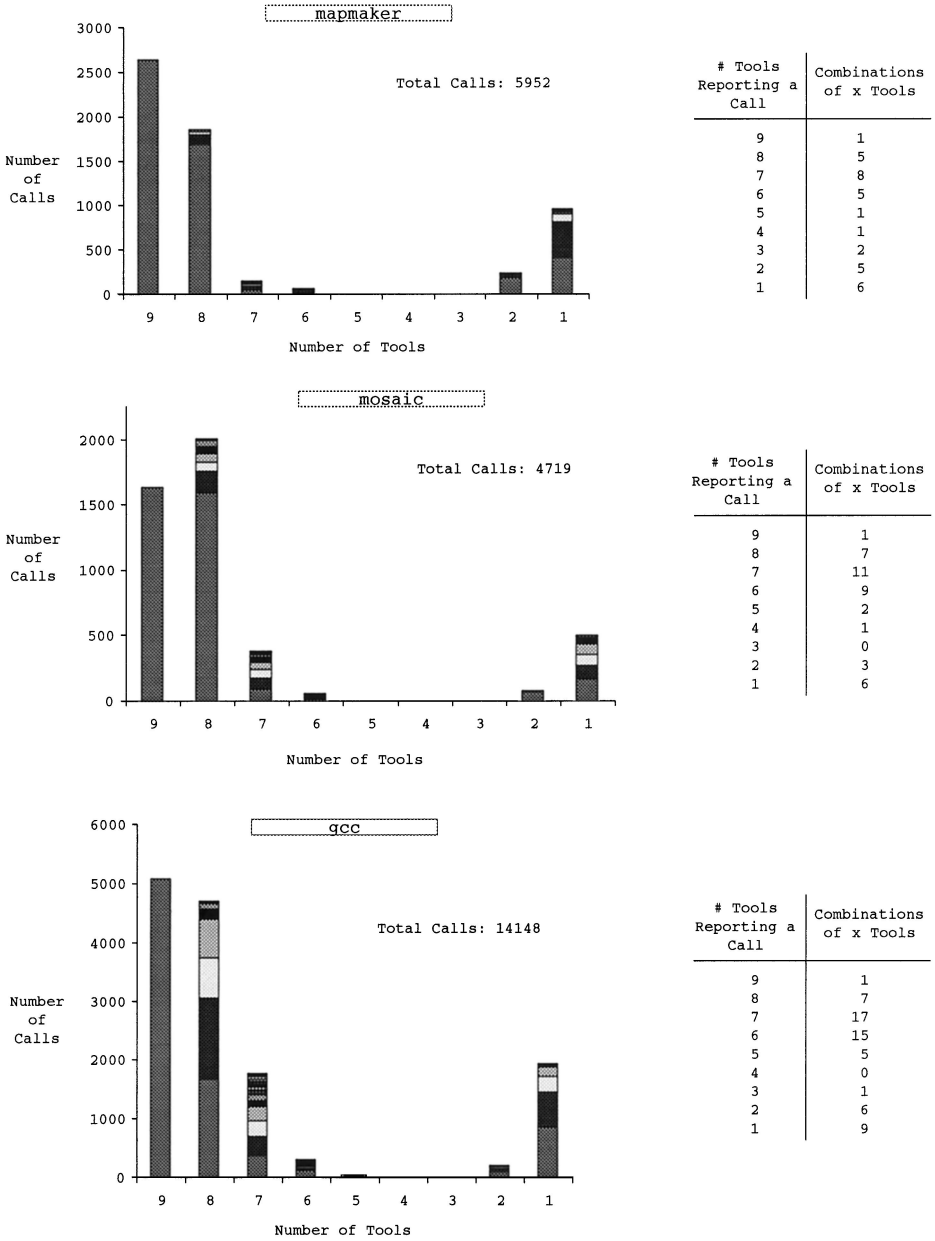 mapmaker
3000
2500
2000
1500
1000
500
0
Number
of
Calls
Total Calls: 5952
9 8 7 6 5 4 3 2 1
Number of Tools
# Tools
Reporting a
Call
Combinations
of x Tools
9 1
8 5
7 8
6 5
5 1
4 1
3 2
2 5
1 6
mosaic
2000
1500
1000
500
0
Number
of
Calls
Total Calls: 4719
9 8 7 6 5 4 3 2 1
Number of Tools
# Tools
Reporting a
Call
Combinations
of x Tools
9 1
8 7
7 11
6 9
5 2
4 1
3 0
2 3
1 6
gcc
6000
5000
4000
3000
2000
1000
0
Number
of
Calls
Total Calls: 14148
9 8 7 6 5 4 3 2 1
Number of Tools
# Tools
Reporting a
Call
Combinations
of x Tools
9 1
8 7
7 17
6 15
5 5
4 0
3 1
2 6
1 9